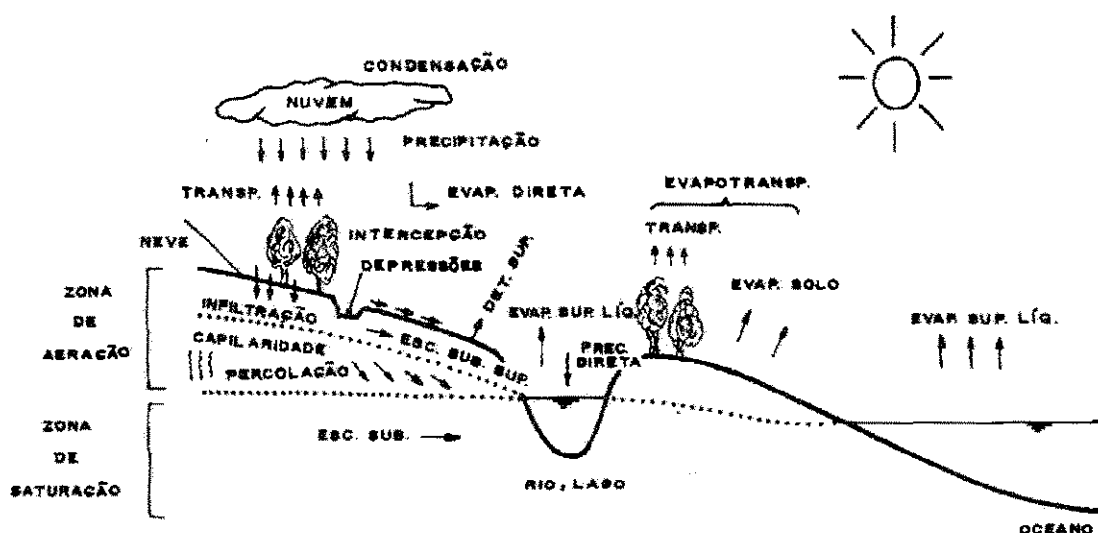 CONDENSAÇÃO
NUVEM
PRECIPITAÇÃO
TRANSP.
EVAP. DIRETA
EVAPOTRANSP.
NEVE
INTERCEPÇÃO
TRANSP.
DEPRESSÕES
DET. SUP.
ZONA
DE
AERAÇÃO
INFILTRAÇÃO
ESC. SUB. SUP.
EVAP. SUP. LÍQ.
PREC.
DIRETA
EVAP. SOLO
EVAP. SUP. LÍQ.
CAPILARIDADE
PERCOLAÇÃO
ZONA
DE
SATURAÇÃO
ESC. SUB.
RIO, LAGO
OCEANO